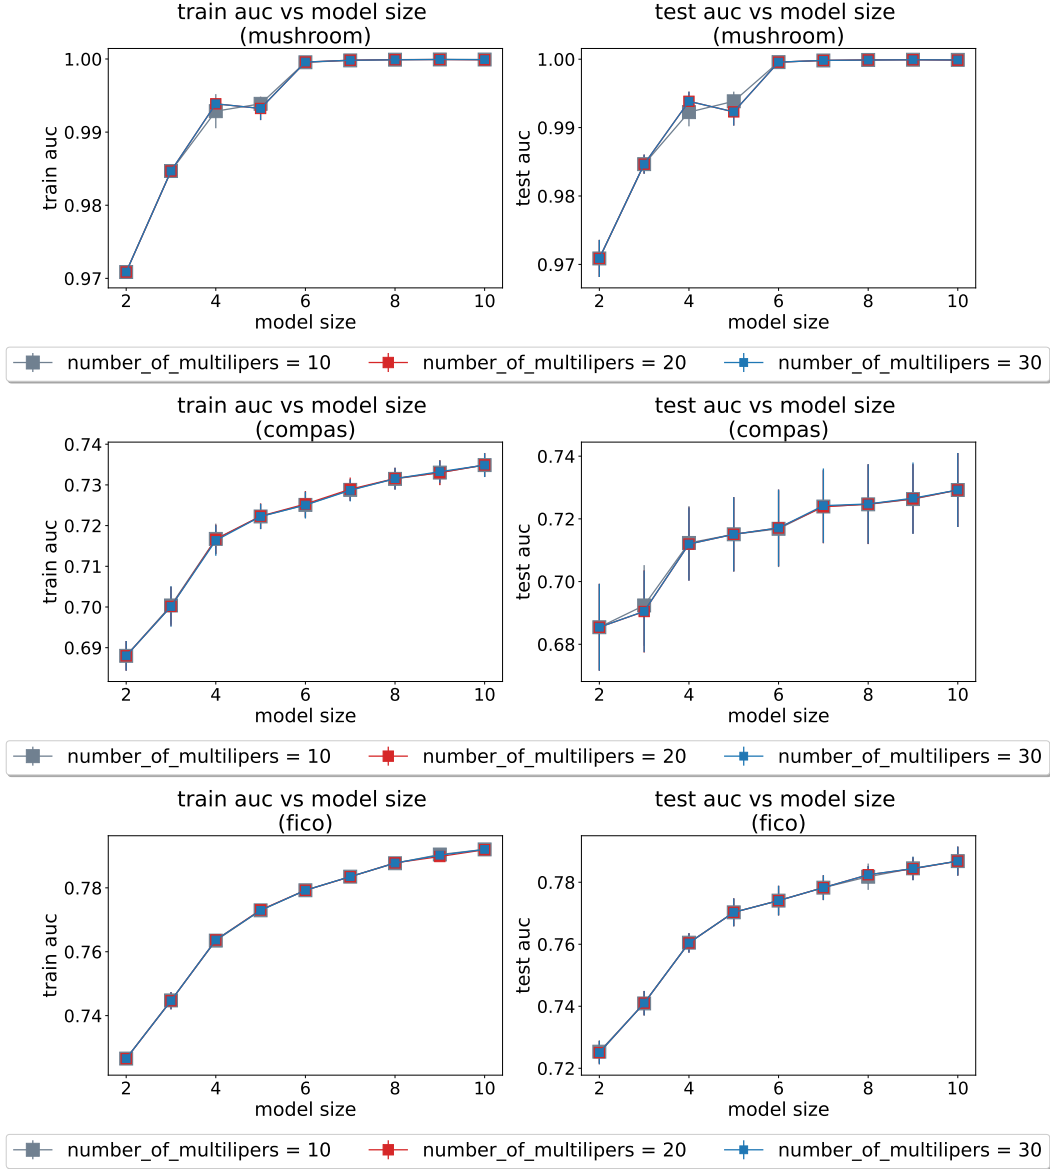 train auc vs model size
(mushroom)
test auc vs model size
(mushroom)
1.00
0.99
0.98
0.97
train auc
2 4 6 8 10
model size
1.00
0.99
0.98
0.97
test auc
2 4 6 8 10
model size
number_of_multilipers = 10 number_of_multilipers = 20 number_of_multilipers = 30
train auc vs model size
(compas)
test auc vs model size
(compas)
0.74
0.73
0.72
0.71
0.70
0.69
train auc
2 4 6 8 10
model size
0.74
0.72
0.70
0.68
test auc
2 4 6 8 10
model size
number_of_multilipers = 10 number_of_multilipers = 20 number_of_multilipers = 30
train auc vs model size
(fico)
test auc vs model size
(fico)
0.78
0.76
0.74
train auc
2 4 6 8 10
model size
0.78
0.76
0.74
0.72
test auc
2 4 6 8 10
model size
number_of_multilipers = 10 number_of_multilipers = 20 number_of_multilipers = 30